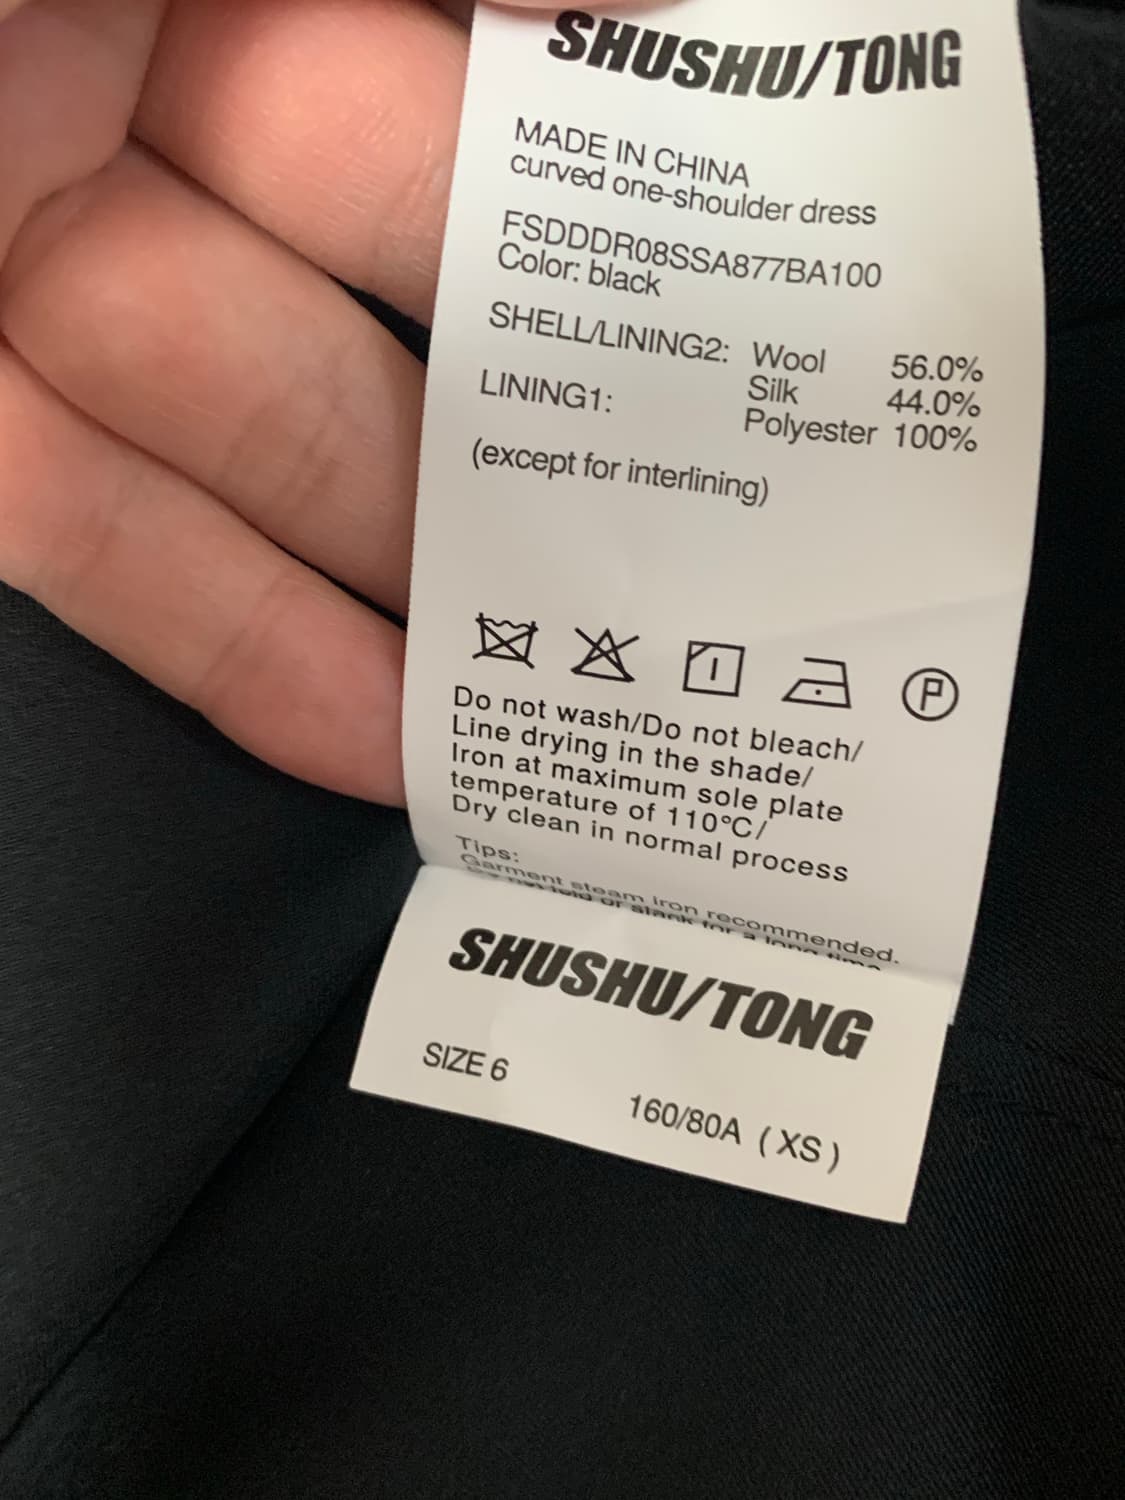 SHUSHU/TONG
MADE IN CHINA
curved one-shoulder dress
FSDDDR08SSA877BA100
Color: black
SHELL/LINING2: Wool 56.0%
Silk 44.0%
LINING1: Polyester 100%
(except for interlining)
P
Do not wash/Do not bleach/
Line drying in the shade/
Iron at maximum sole plate
temperature of 110°C/
Dry clean in normal process
Tips:
Garment steam iron recommended.
for a long time
SHUSHU/TONG
SIZE 6
160/80A (XS)